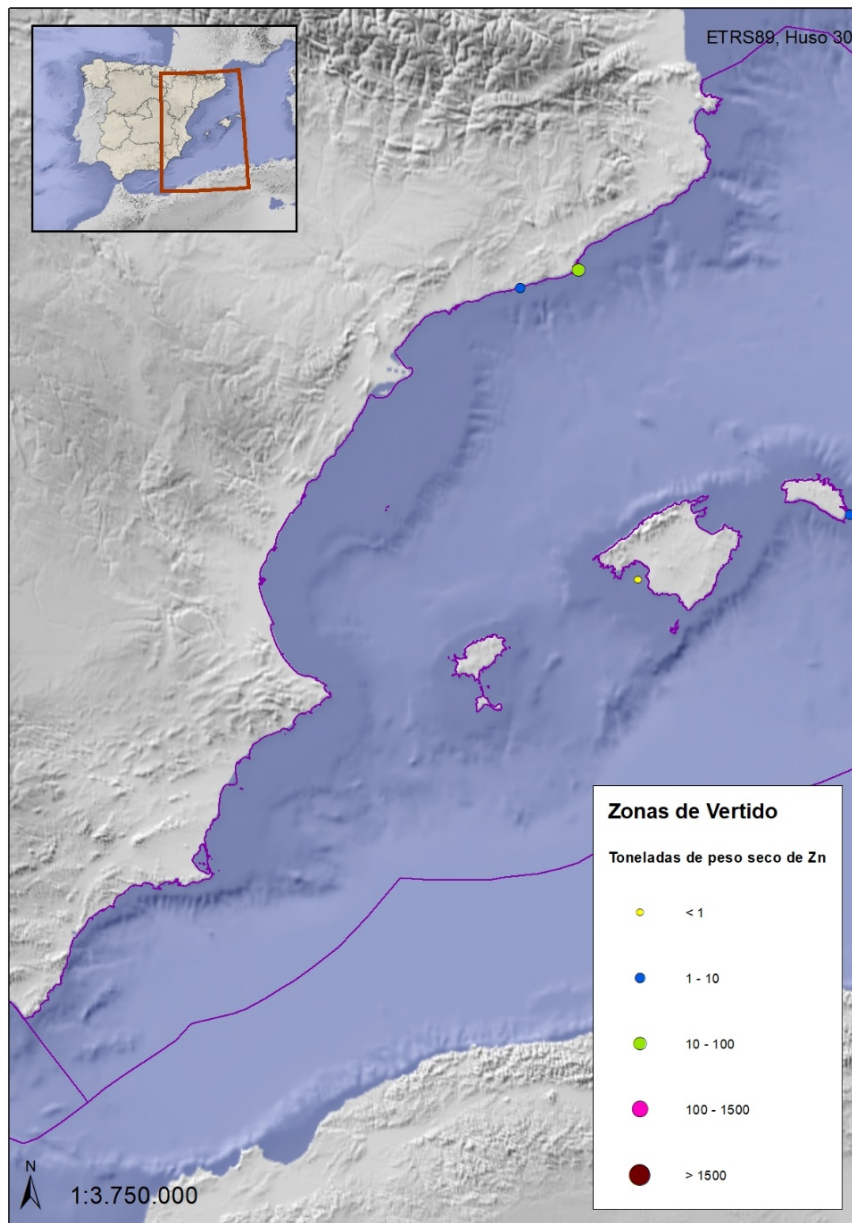 ETRS89, Huso 30
Zonas de Vertido
Toneladas de peso seco de Zn
< 1
1 - 10
10 - 100
100 - 1500
> 1500
N
1:3.750.000